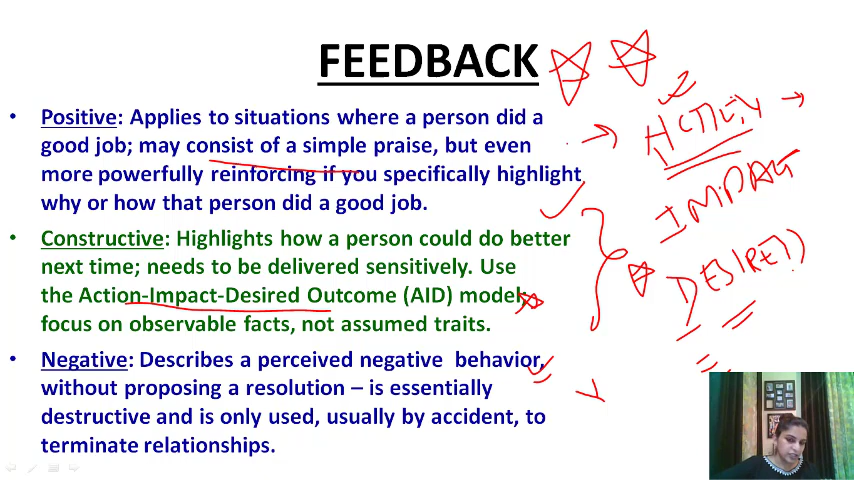 FEEDBACK
• Positive: Applies to situations where a person did a
good job; may consist of a simple praise, but even
more powerfully reinforcing if you specifically highlight
why or how that person did a good job.
• Constructive: Highlights how a person could do better
next time; needs to be delivered sensitively. Use
the Action-Impact-Desired Outcome (AID) model,
focus on observable facts, not assumed traits.
• Negative: Describes a perceived negative behavior,
without proposing a resolution – is essentially
destructive and is only used, usually by accident, to
terminate relationships.
IMPACT
DESIRED